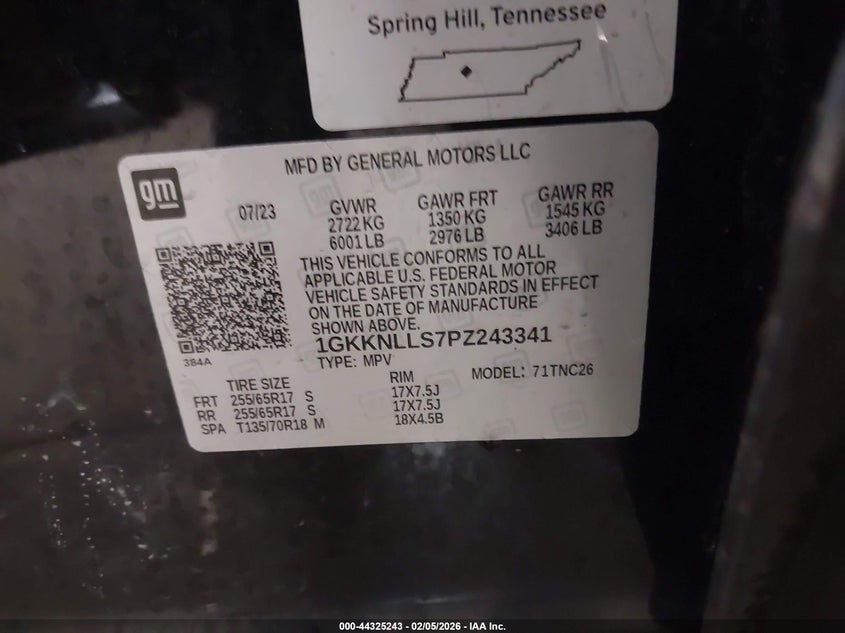 Spring Hill, Tennessee
gm
MFD BY GENERAL MOTORS LLC
07/23
GVWR GAWR FRT GAWR RR
2722 KG 1350 KG 1545 KG
6001 LB 2976 LB 3406 LB
THIS VEHICLE CONFORMS TO ALL
APPLICABLE U.S. FEDERAL MOTOR
VEHICLE SAFETY STANDARDS IN EFFECT
ON THE DATE OF MANUFACTURE
SHOWN ABOVE.
1GKKNLLS7PZ243341
384A
TYPE: MPV MODEL: 71TNC26
TIRE SIZE RIM
FRT 255/65R17 S 17X7.5J
RR 255/65R17 S 17X7.5J
SPA T135/70R18 M 18X4.5B
000-44325243 - 02/05/2026 - IAA Inc.